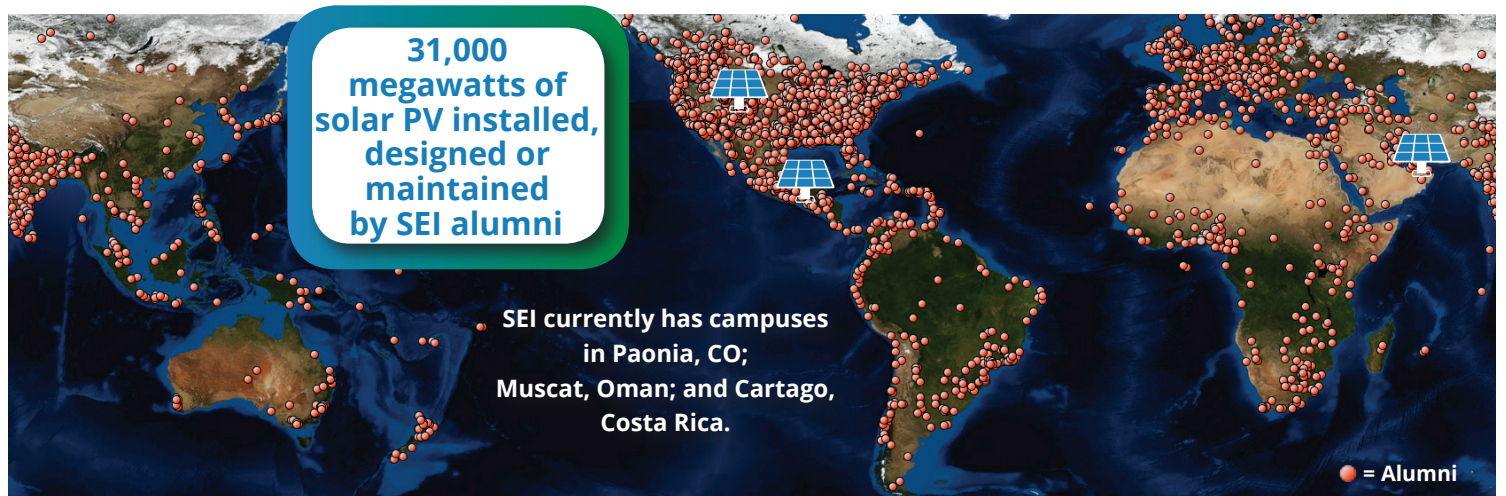 31,000
megawatts of
solar PV installed,
designed or
maintained
by SEI alumni
SEI currently has campuses
in Paonia, CO;
Muscat, Oman; and Cartago,
Costa Rica.
= Alumni